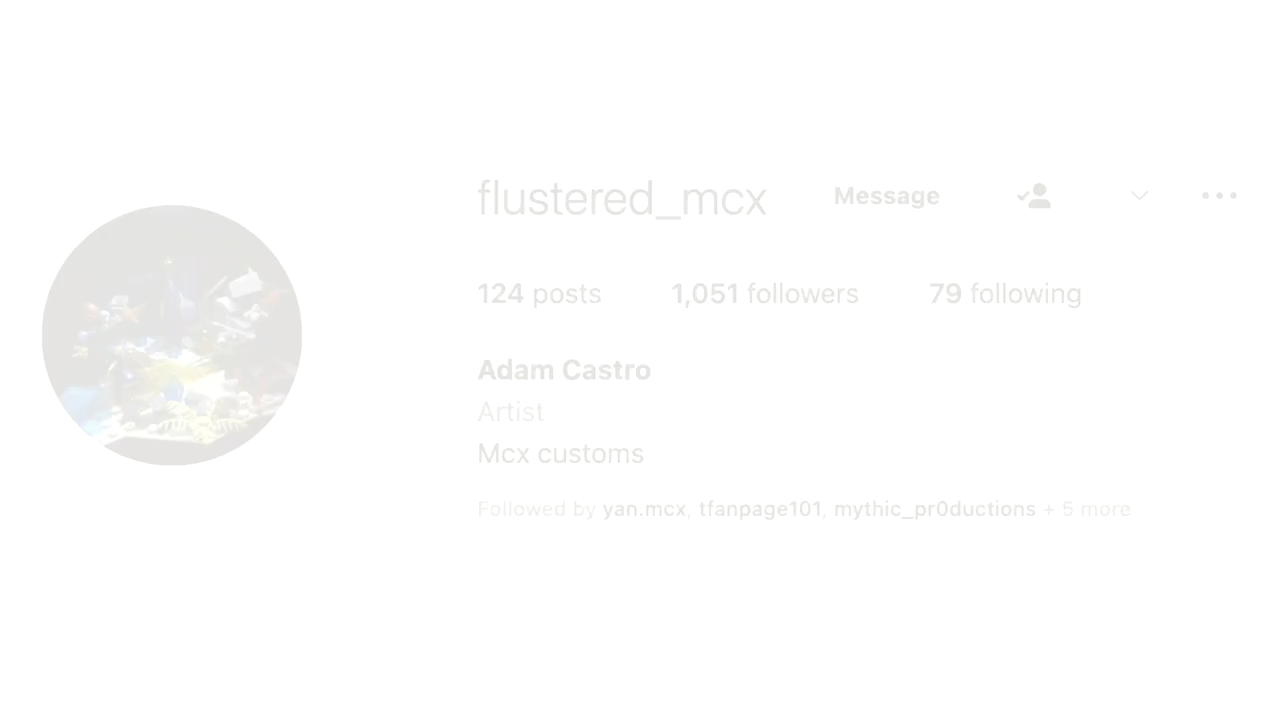 flustered_mcx Message
124 posts 1,051 followers 79 following
Adam Castro
Artist
Mcx customs
Followed by yan.mcx, tfanpage101, mythic_pr0ductions + 5 more